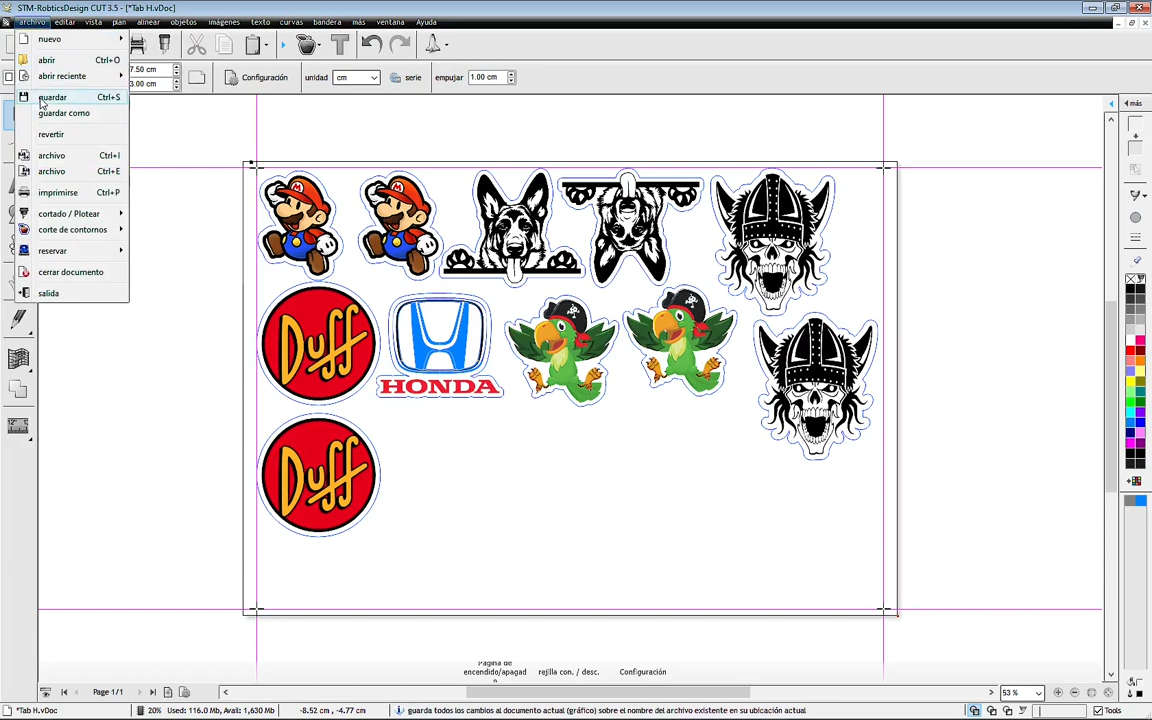 STM-RobticsDesign CUT 3.5 - [*Tab H.vDoc]
archivo editar vista plan alinear objetos imágenes texto curvas bandera más ventana Ayuda
nuevo
abrir Ctrl+O
abrir reciente
guardar Ctrl+S
guardar como
revertir
archivo Ctrl+I
archivo Ctrl+E
imprimirse Ctrl+P
cortado / Plotear
corte de contornos
reservar
cerrar documento
salida
7.50 cm
3.00 cm
Configuración
unidad cm
serie
empujar 1.00 cm
más
M
M
Duff
HONDA
Duff
12"
Página de
encendido/apagad
o
rejilla con. / desc.
Configuración
Page 1/1
53 %
*Tab H.vDoc
20% Used: 116.0 Mb, Avail: 1,630 Mb
-8.52 cm, -4.77 cm
guarda todos los cambios al documento actual (gráfico) sobre el nombre del archivo existente en su ubicación actual
Tools